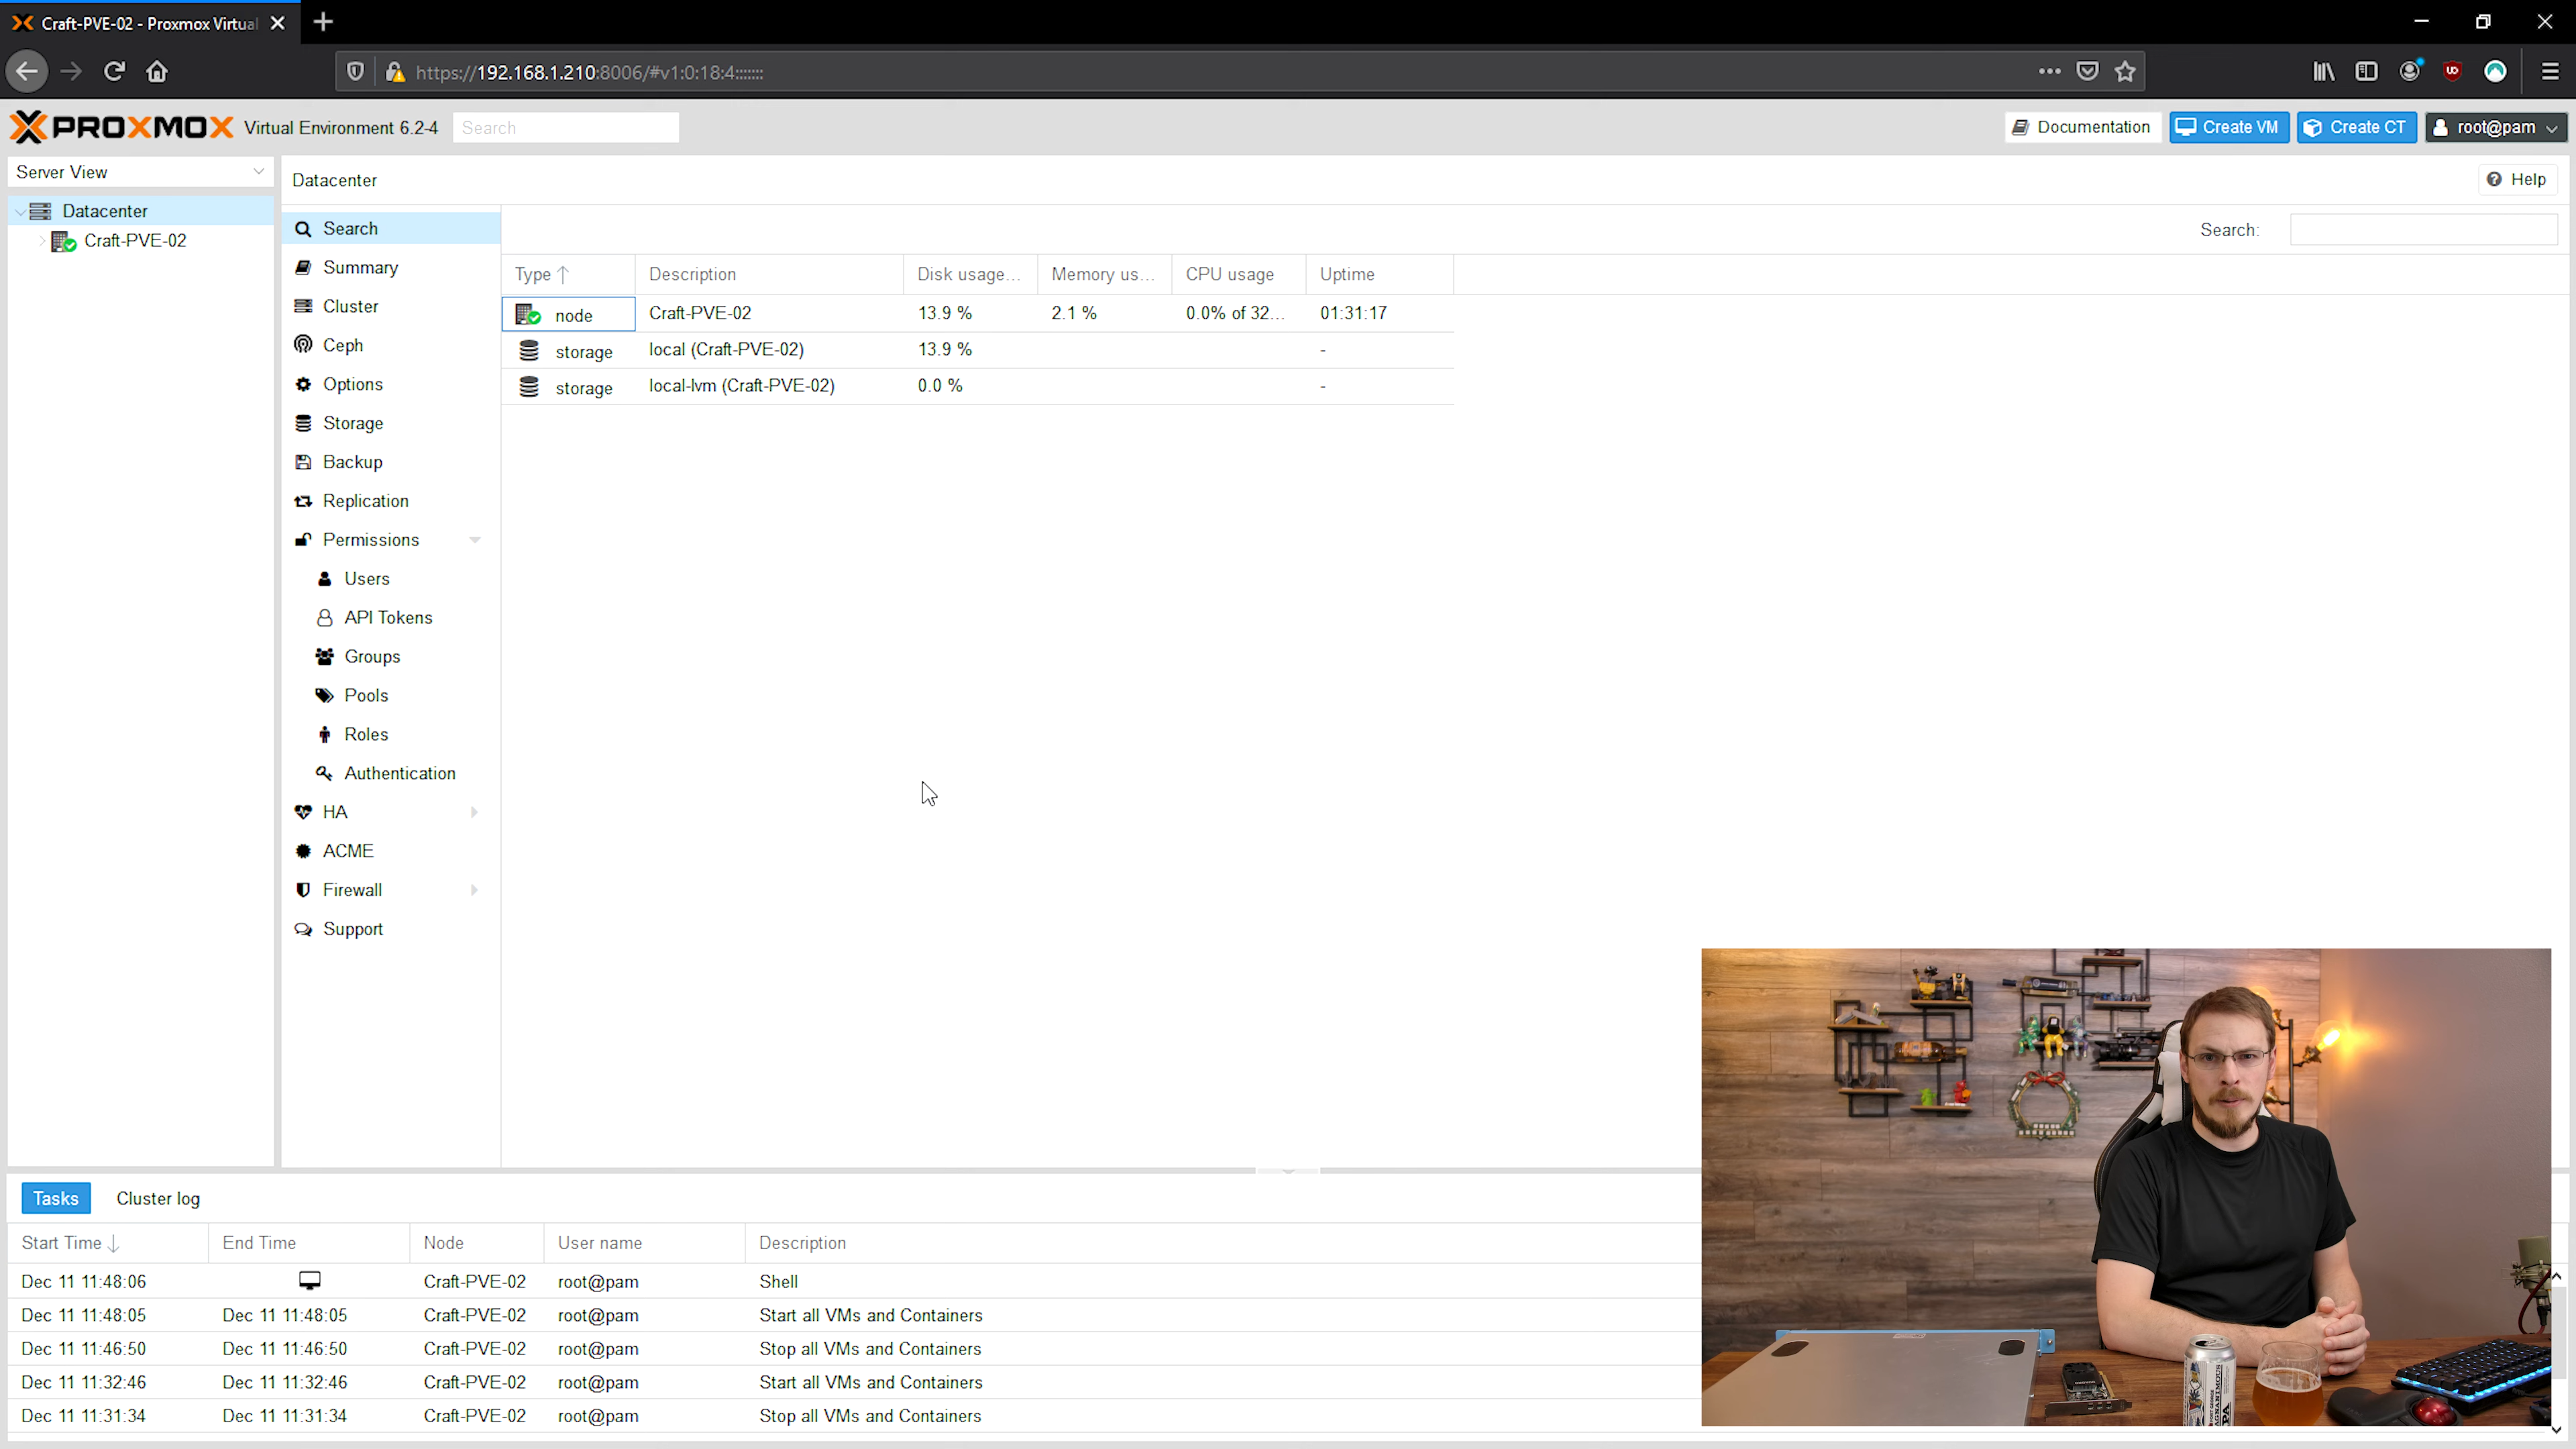 Craft-PVE-02 - Proxmox Virtual
https://192.168.1.210:8006/#v1:0:18:4:::::::
PROXMOX Virtual Environment 6.2-4 Search Documentation Create VM Create CT root@pam
Server View
Datacenter
Craft-PVE-02
Datacenter Help
Search
Summary
Cluster
Ceph
Options
Storage
Backup
Replication
Permissions
Users
API Tokens
Groups
Pools
Roles
Authentication
HA
ACME
Firewall
Support
Search:
Type Description Disk usage... Memory us... CPU usage Uptime
node Craft-PVE-02 13.9 % 2.1 % 0.0% of 32... 01:31:17
storage local (Craft-PVE-02) 13.9 % -
storage local-lvm (Craft-PVE-02) 0.0 % -
Tasks Cluster log
Start Time End Time Node User name Description
Dec 11 11:48:06 Craft-PVE-02 root@pam Shell
Dec 11 11:48:05 Dec 11 11:48:05 Craft-PVE-02 root@pam Start all VMs and Containers
Dec 11 11:46:50 Dec 11 11:46:50 Craft-PVE-02 root@pam Stop all VMs and Containers
Dec 11 11:32:46 Dec 11 11:32:46 Craft-PVE-02 root@pam Start all VMs and Containers
Dec 11 11:31:34 Dec 11 11:31:34 Craft-PVE-02 root@pam Stop all VMs and Containers